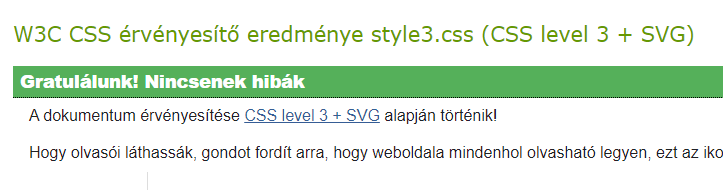 W3C CSS érvényesítő eredménye style3.css (CSS level 3 + SVG)
Gratulálunk! Nincsenek hibák
A dokumentum érvényesítése CSS level 3 + SVG alapján történik!
Hogy olvasói láthassák, gondot fordít arra, hogy weboldala mindenhol olvasható legyen, ezt az iko